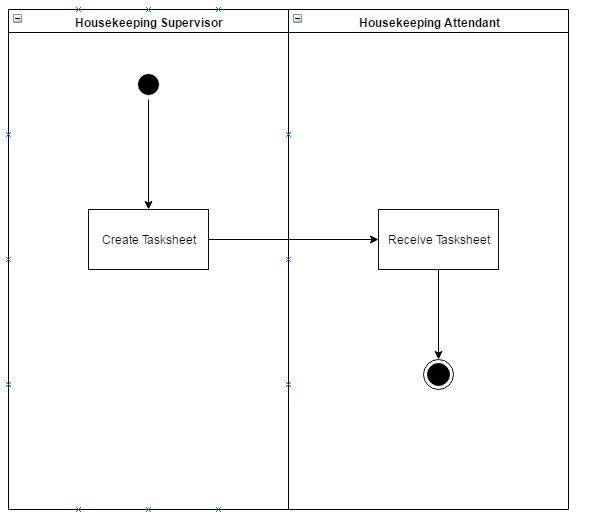 Housekeeping Supervisor
Housekeeping Attendant
Create Tasksheet
Receive Tasksheet